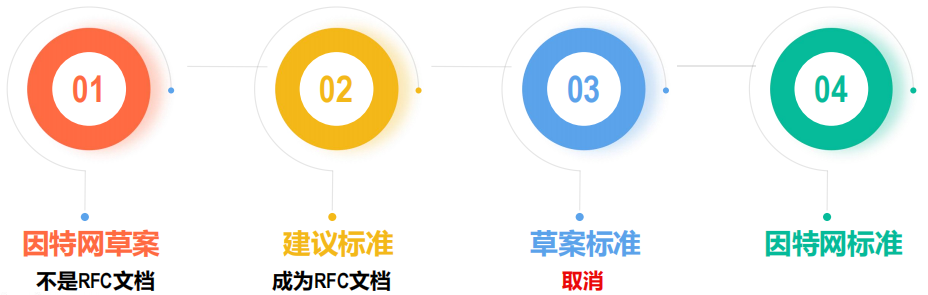 01
02
03
04
因特网草案
建议标准
草案标准
因特网标准
不是RFC文档
成为RFC文档
取消